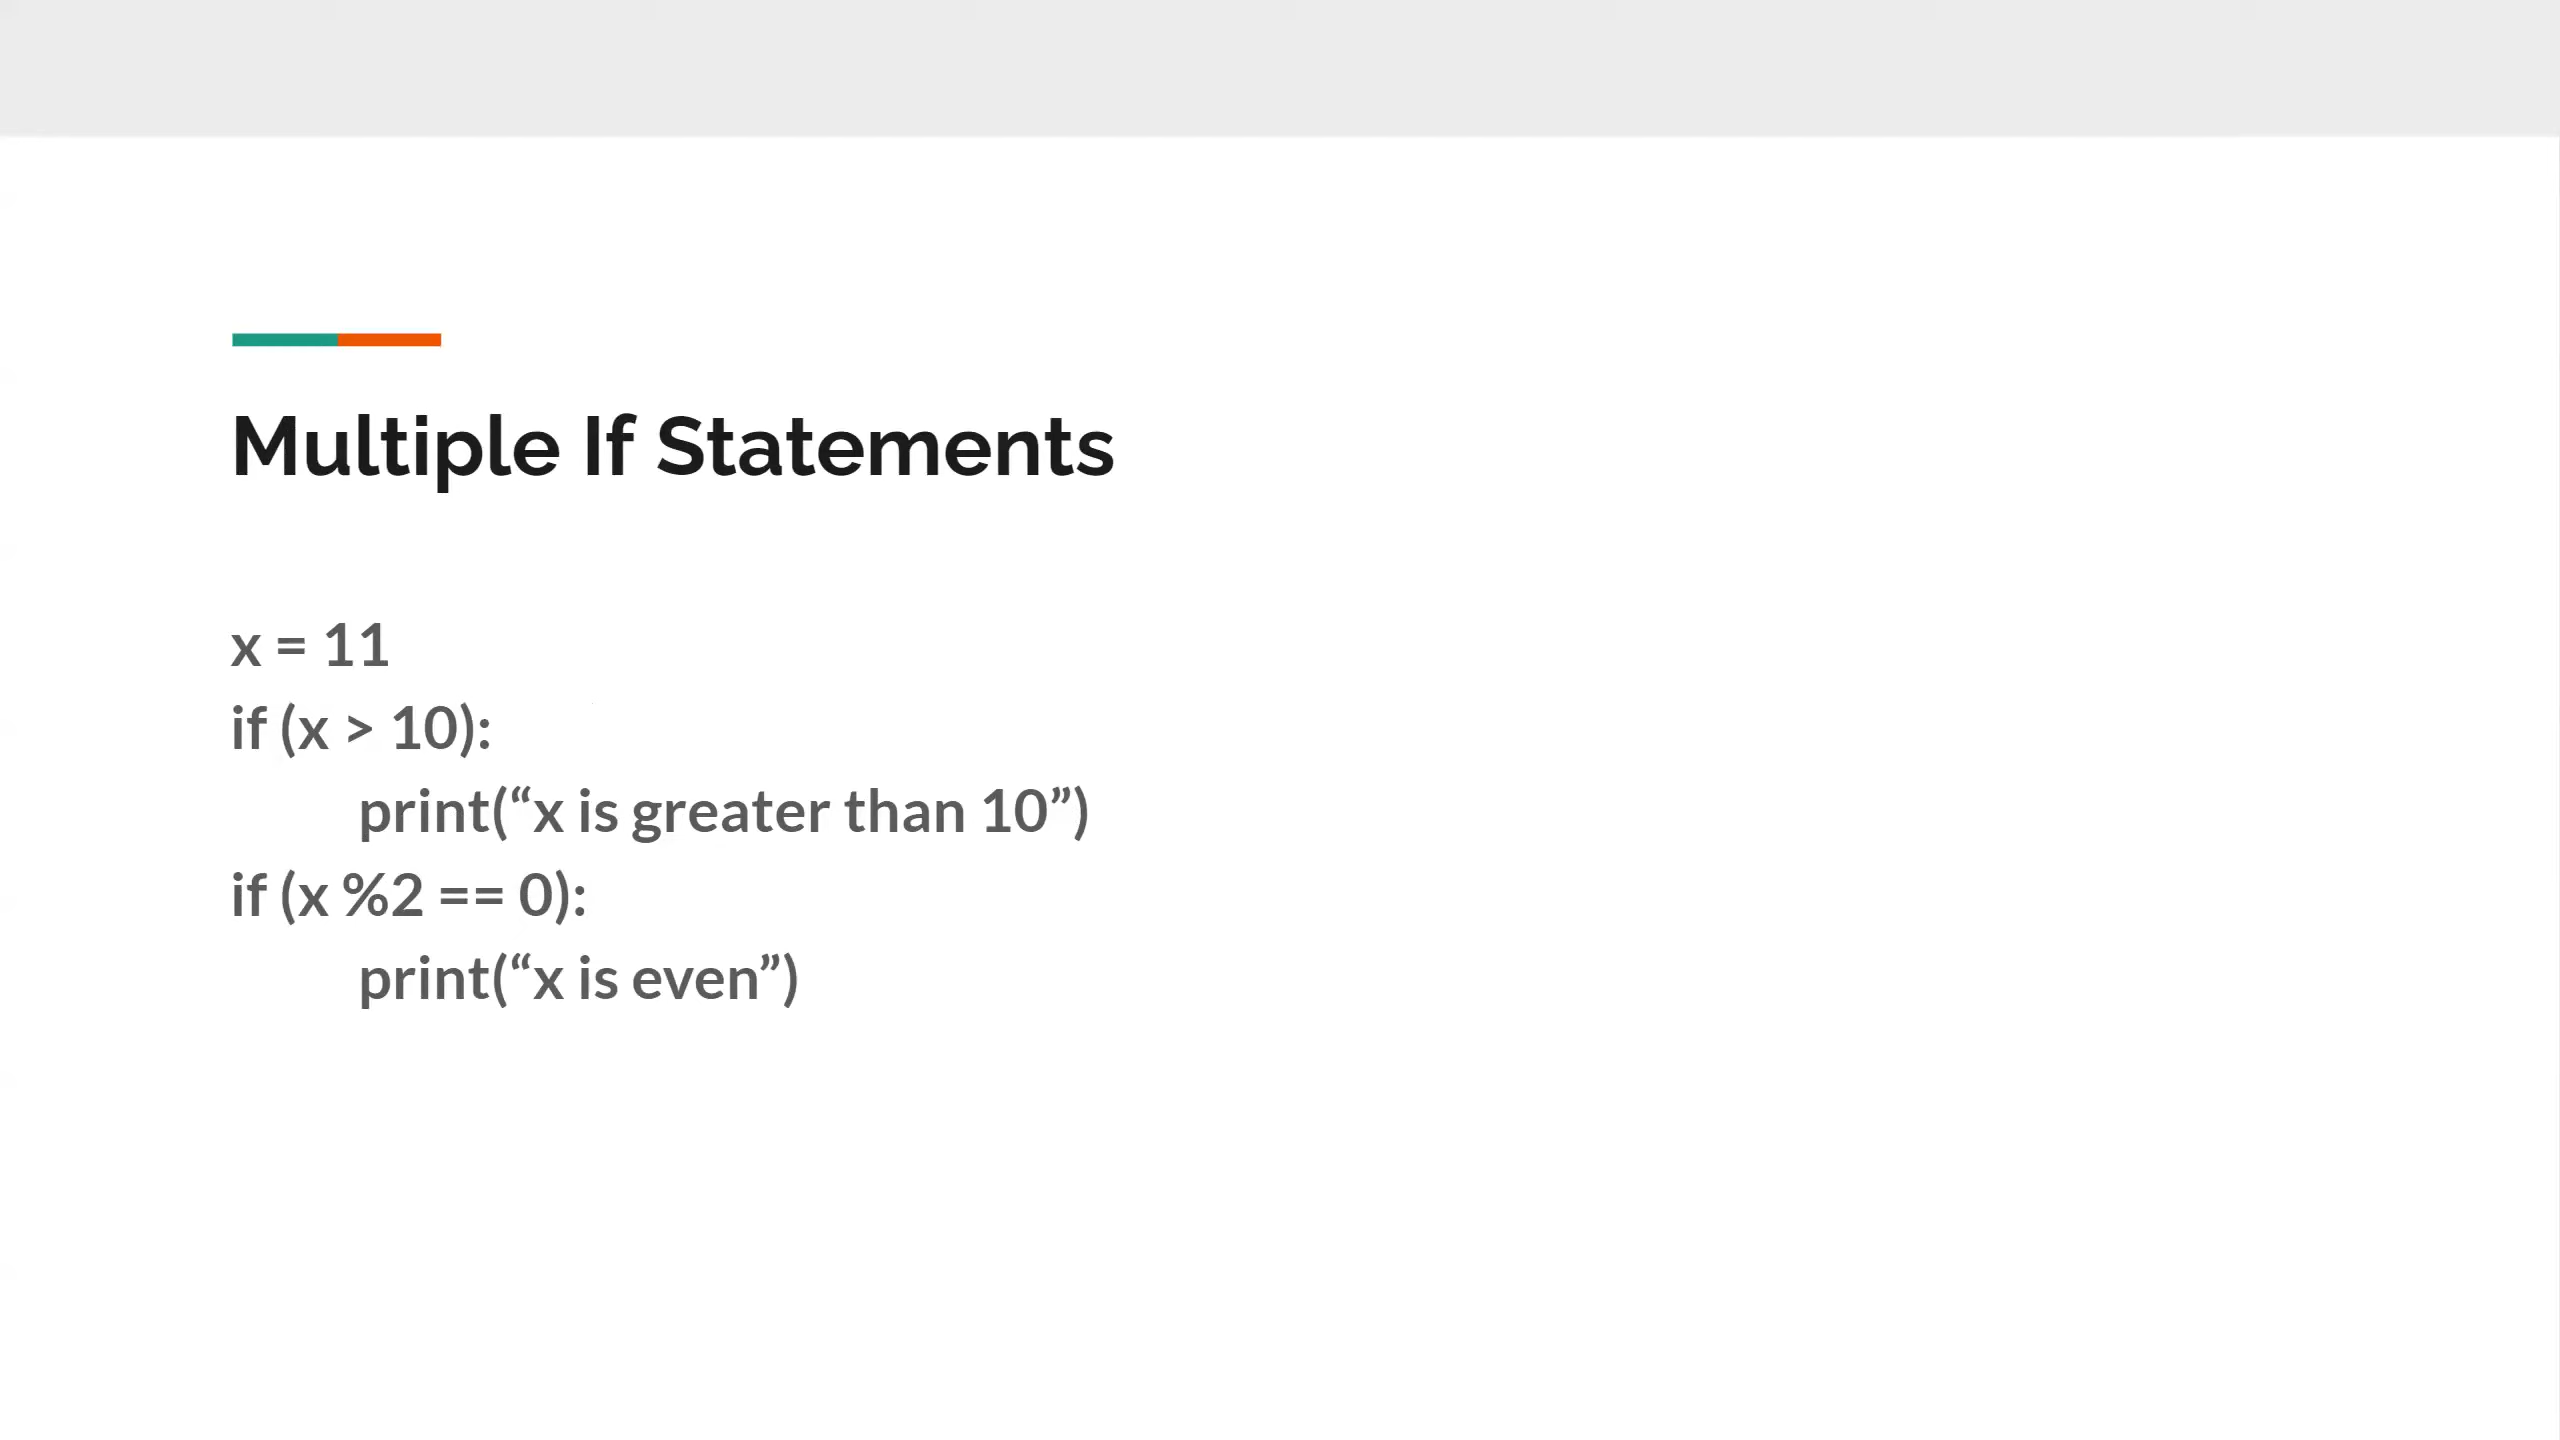 Multiple If Statements
x = 11
if (x > 10):
print(“x is greater than 10”)
if (x %2 == 0):
print(“x is even”)